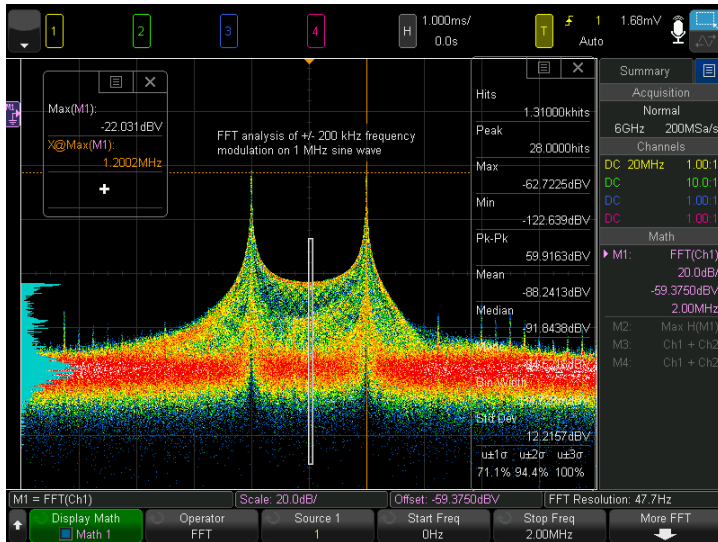 1
2
3
4
H
1.000ms/
0.0s
T
1
Auto
1.68mV
M1
Max(M1):
-22.031dBV
X@Max(M1):
1.2002MHz
FFT analysis of +/- 200 kHz frequency
modulation on 1 MHz sine wave
Hits
1.31000khits
Peak
28.0000hits
Max
-62.7225dBV
Min
-122.639dBV
Pk-Pk
59.9163dBV
Mean
-88.2413dBV
Median
-91.8438dBV
Bin Width
Std Dev
12.2157dBV
u±1σ u±2σ u±3σ
71.1% 94.4% 100%
Summary
Acquisition
Normal
6GHz 200MSa/s
Channels
DC 20MHz 1.00:1
DC 10.0:1
DC 1.00:1
DC 1.00:1
Math
M1: FFT(Ch1)
20.0dB/
-59.3750dBV
2.00MHz
M2: Max H(M1)
M3: Ch1 + Ch2
M4: Ch1 + Ch2
M1 = FFT(Ch1)
Scale: 20.0dB/
Offset: -59.3750dBV
FFT Resolution: 47.7Hz
Display Math
Math 1
Operator
FFT
Source 1
1
Start Freq
0Hz
Stop Freq
2.00MHz
More FFT